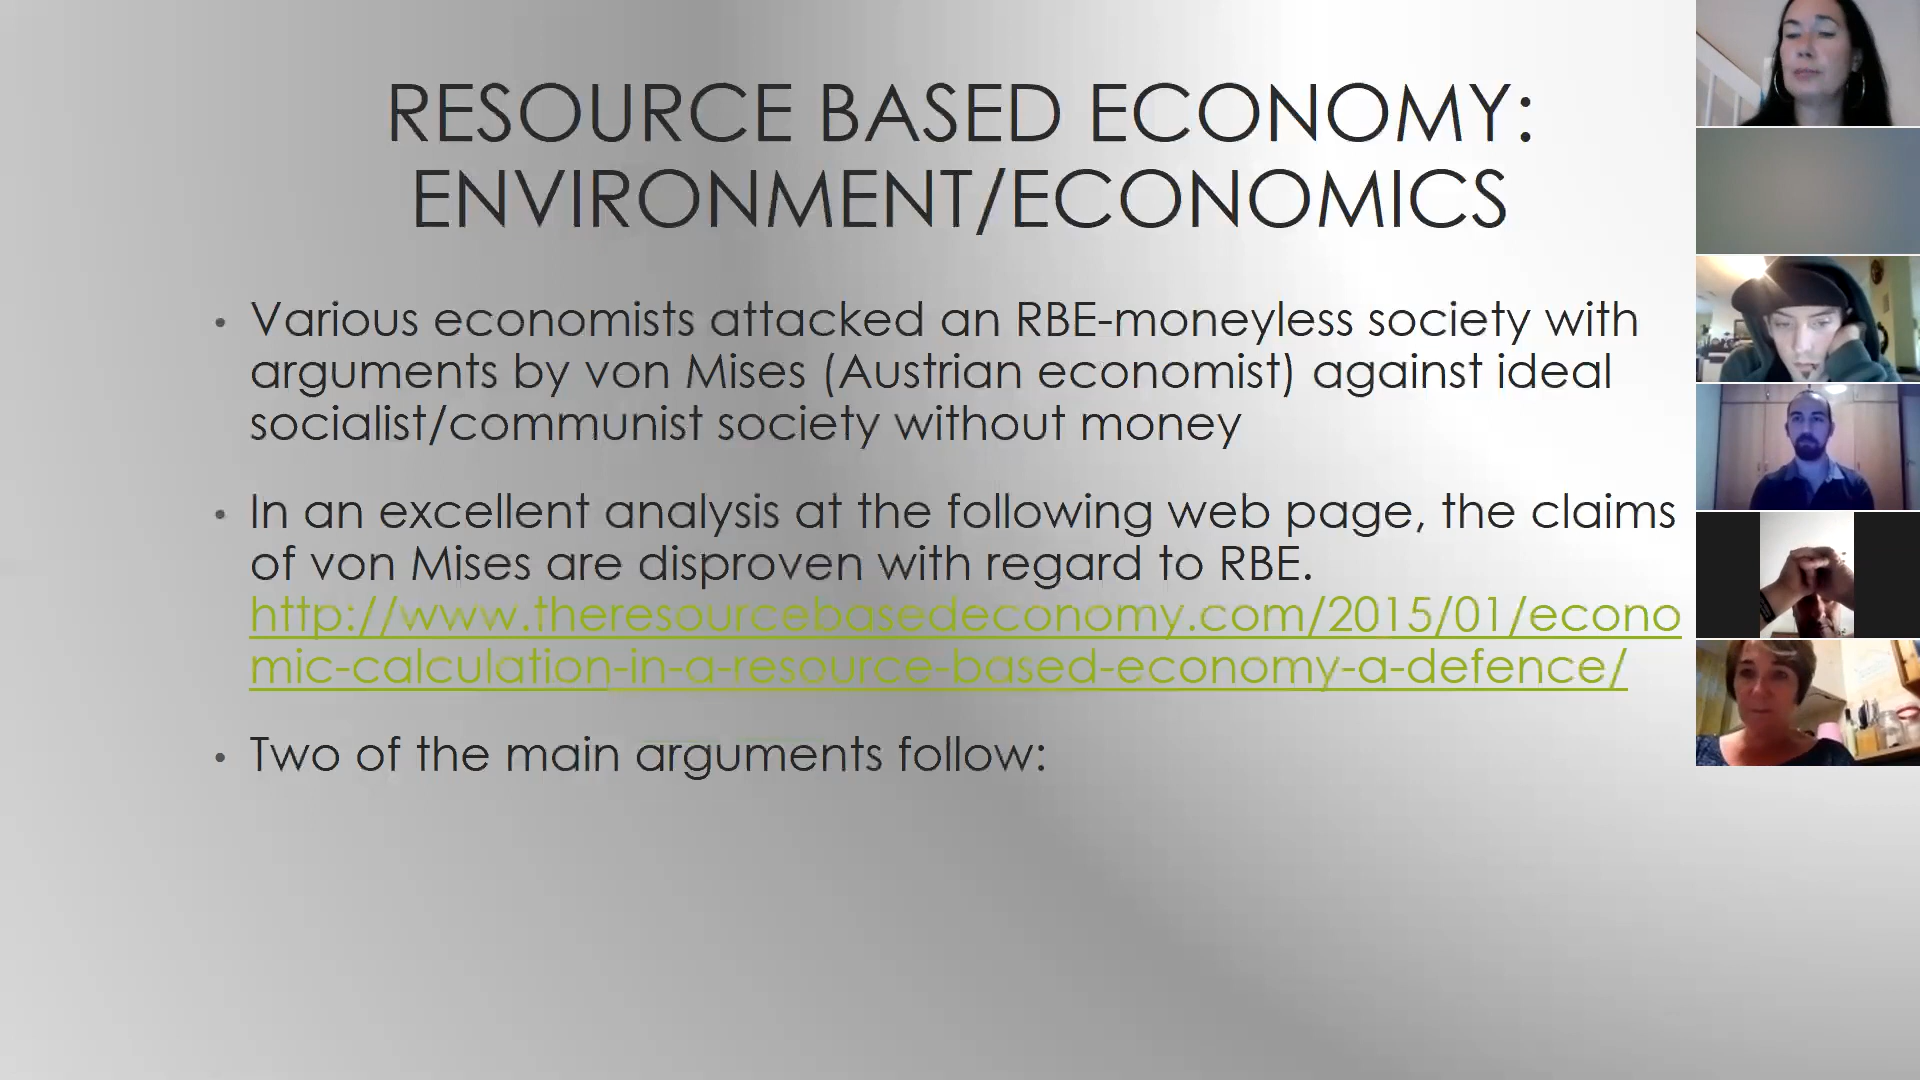 RESOURCE BASED ECONOMY:
ENVIRONMENT/ECONOMICS
• Various economists attacked an RBE-moneyless society with
arguments by von Mises (Austrian economist) against ideal
socialist/communist society without money
• In an excellent analysis at the following web page, the claims
of von Mises are disproven with regard to RBE.
http://www.theresourcebasedeconomy.com/2015/01/econo
mic-calculation-in-a-resource-based-economy-a-defence/
• Two of the main arguments follow: